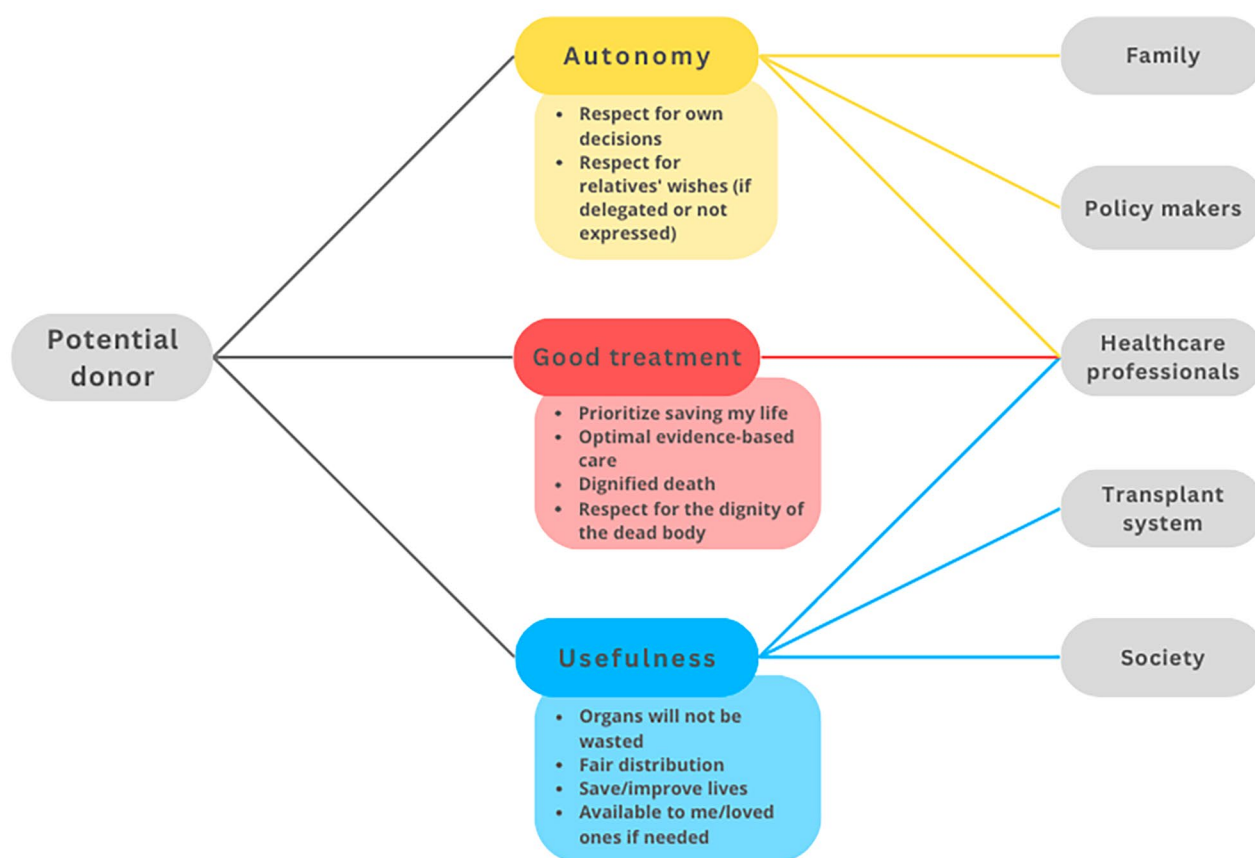 Potential
donor
Autonomy
• Respect for own
decisions
• Respect for
relatives' wishes (if
delegated or not
expressed)
Good treatment
• Prioritize saving my life
• Optimal evidence-based
care
• Dignified death
• Respect for the dignity of
the dead body
Usefulness
• Organs will not be
wasted
• Fair distribution
• Save/improve lives
• Available to me/loved
ones if needed
Family
Policy makers
Healthcare
professionals
Transplant
system
Society